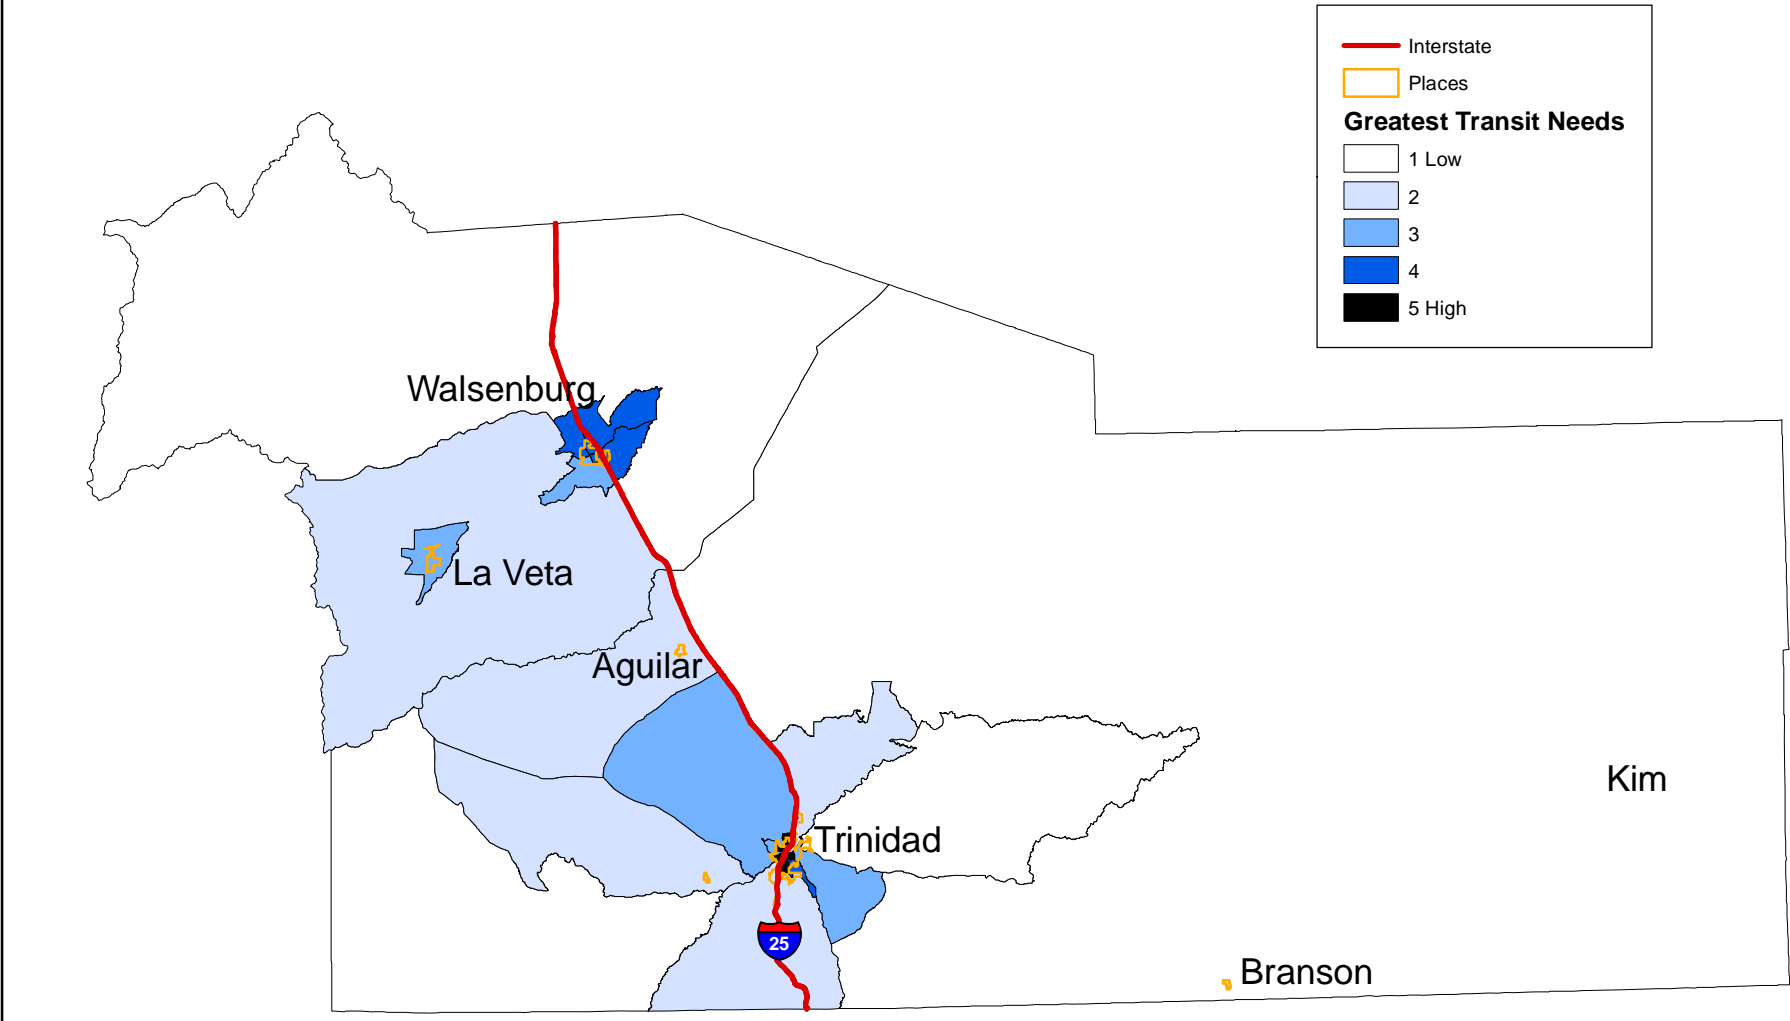 Interstate
Places
Greatest Transit Needs
1 Low
2
3
4
5 High
Walsenburg
La Veta
Aguilar
Kim
Trinidad
25
Branson